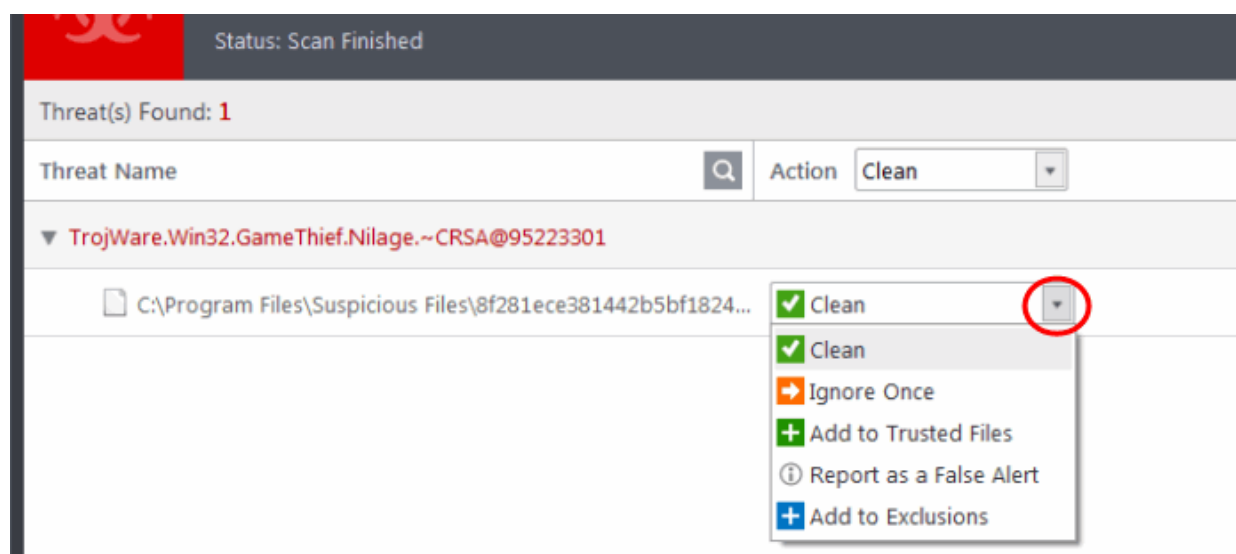 Status: Scan Finished
Threat(s) Found: 1
Threat Name
Action Clean
TrojWare.Win32.GameThief.Nilage.~CRSA@95223301
C:\Program Files\Suspicious Files\8f281ece381442b5bf1824... Clean
Clean
Ignore Once
Add to Trusted Files
Report as a False Alert
Add to Exclusions